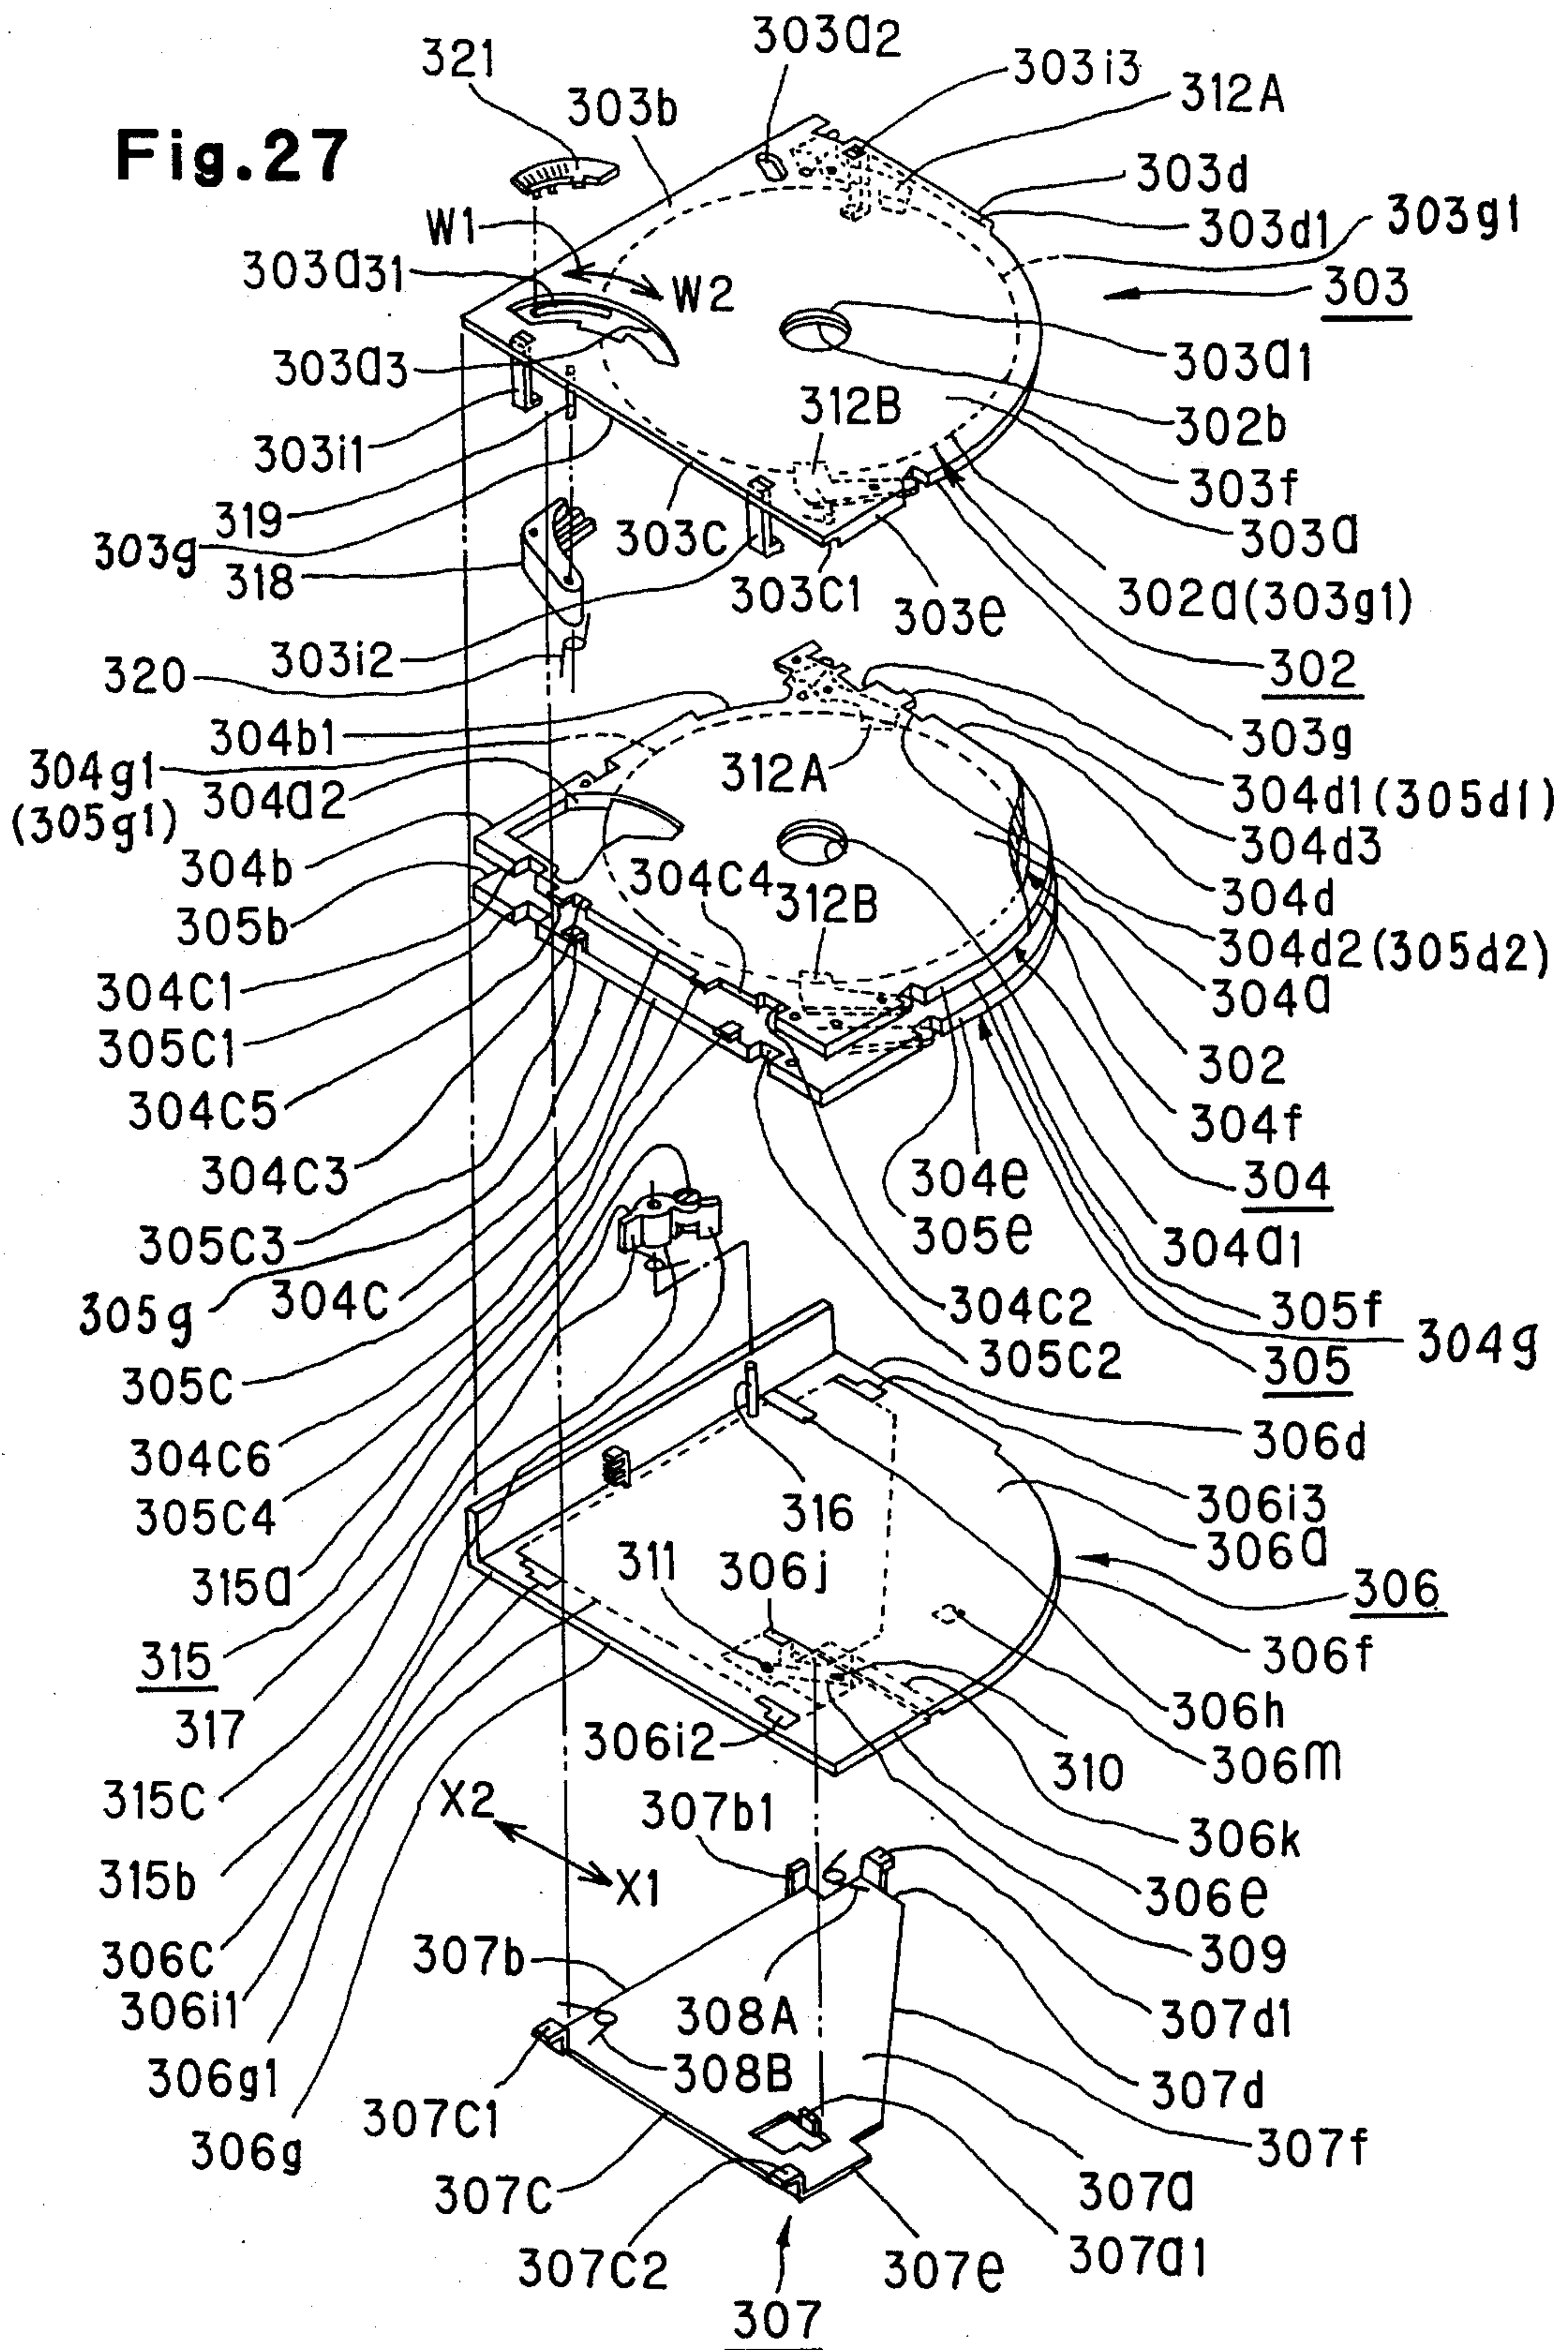 Fig.27
321
303a2
303i3
303b
312A
303d
W1
303d1
303g1
303a31
W2
303
303a3
303a1
312B
302b
303i1
303f
319
303C
303a
303g
318
303C1
303e
302a(303g1)
303i2
320
302
304b1
303g
304g1
(305g1)
304a2
312A
304d1(305d1)
304b
304d3
304C4
312B
304d
305b
304d2(305d2)
304C1
304a
305C1
302
304C5
304f
304C3
304e
304
305C3
305e
304a1
305g
304C
304C2
305f
304g
305C
305C2
305
304C6
306d
305C4
316
306i3
315a
311
306j
306a
306
315
306f
317
306i2
306h
310
306m
315C
X2
307b1
306k
315b
X1
306e
306C
307b
309
306i1
308A
307d1
306g1
308B
307d
307C1
306g
307f
307C
307a
307C2
307e
307a1
307